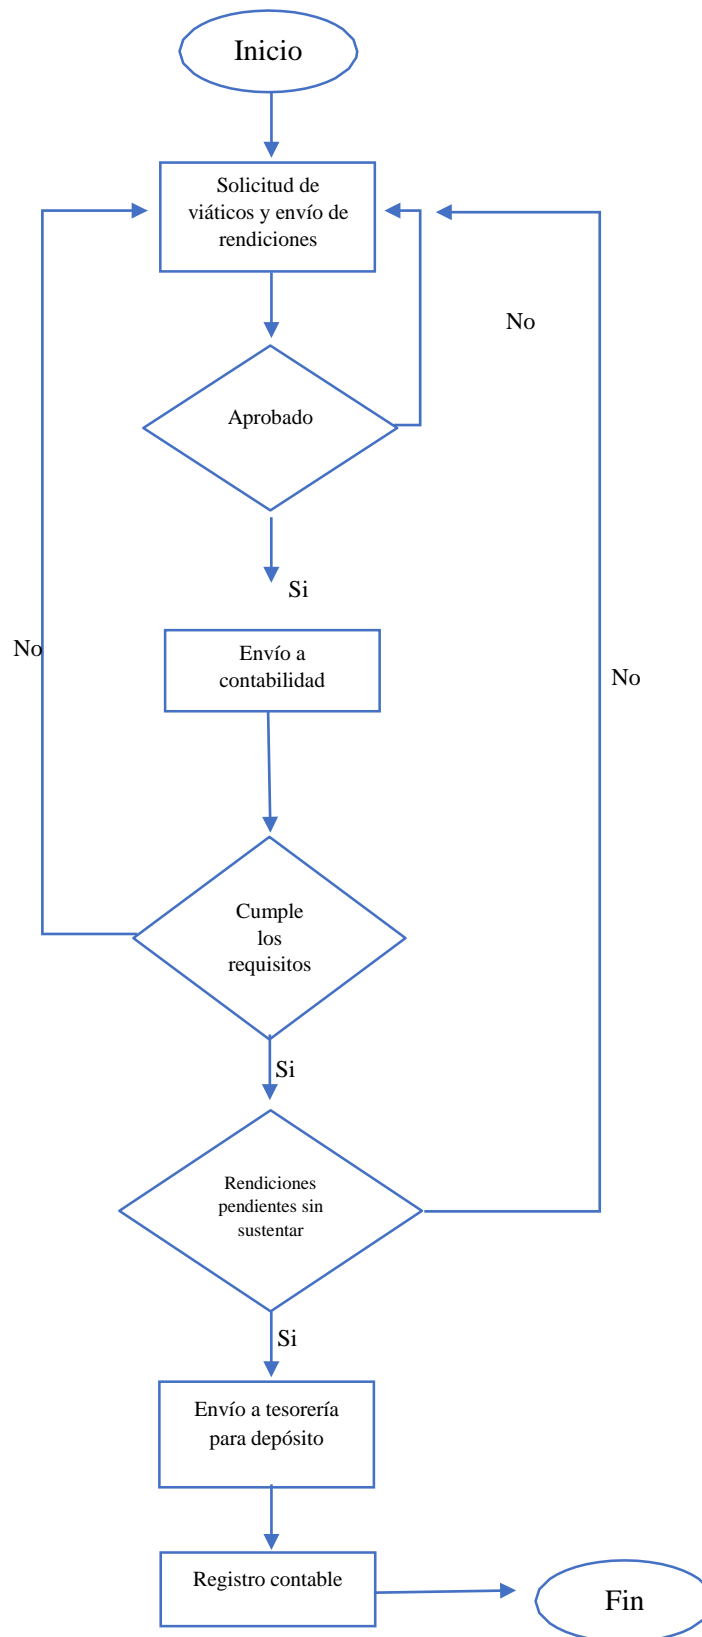 Inicio
Solicitud de
viáticos y envío de
rendiciones
No
Aprobado
Si
No
Envío a
contabilidad
No
Cumple
los
requisitos
Si
Rendiciones
pendientes sin
sustentar
Si
Envío a tesorería
para depósito
Registro contable
Fin